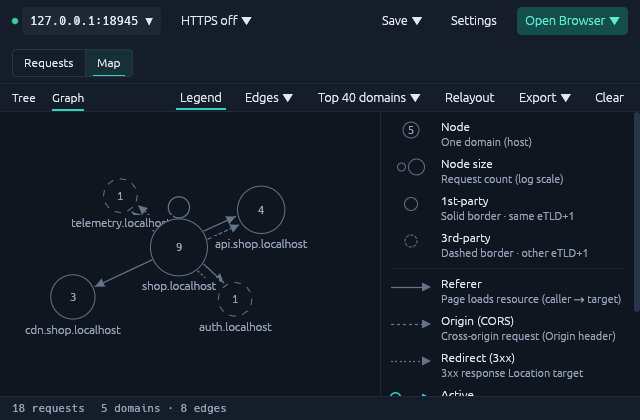 127.0.0.1:18945 ▼ HTTPS off ▼ Save ▼ Settings Open Browser ▼
Requests Map
Tree Graph Legend Edges ▼ Top 40 domains ▼ Relayout Export ▼ Clear
1
telemetry.localhost
4
api.shop.localhost
9
shop.localhost
3
cdn.shop.localhost
1
auth.localhost
5
Node
One domain (host)
Node size
Request count (log scale)
1st-party
Solid border · same eTLD+1
3rd-party
Dashed border · other eTLD+1
Referer
Page loads resource (caller → target)
Origin (CORS)
Cross-origin request (Origin header)
Redirect (3xx)
3xx response Location target
Active
18 requests 5 domains · 8 edges